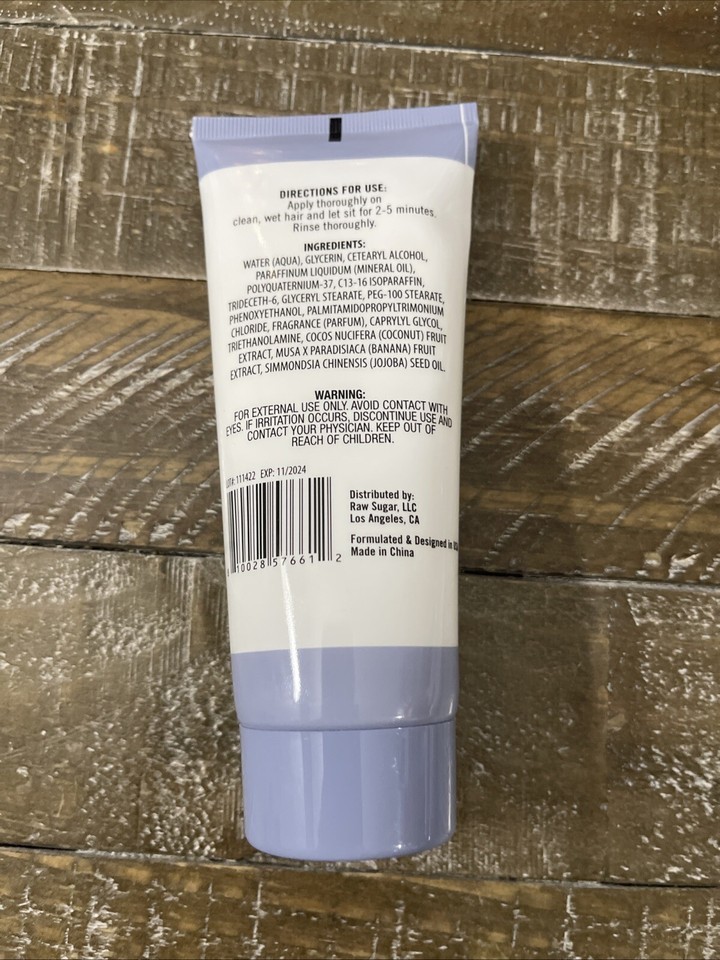 DIRECTIONS FOR USE:
Apply thoroughly on
clean, wet hair and let sit for 2-5 minutes.
Rinse thoroughly.
INGREDIENTS:
WATER (AQUA), GLYCERIN, CETEARYL ALCOHOL,
PARAFFINUM LIQUIDUM (MINERAL OIL),
POLYQUATERNIUM-37, C13-16 ISOPARAFFIN,
TRIDECETH-6, GLYCERYL STEARATE, PEG-100 STEARATE,
PHENOXYETHANOL, PALMITAMIDOPROPYLTRIMONIUM
CHLORIDE, FRAGRANCE (PARFUM), CAPRYLYL GLYCOL,
TRIETHANOLAMINE, COCOS NUCIFERA (COCONUT) FRUIT
EXTRACT, MUSA X PARADISIACA (BANANA) FRUIT
EXTRACT, SIMMONDSIA CHINENSIS (JOJOBA) SEED OIL.
WARNING:
FOR EXTERNAL USE ONLY. AVOID CONTACT WITH
EYES. IF IRRITATION OCCURS, DISCONTINUE USE AND
CONTACT YOUR PHYSICIAN. KEEP OUT OF
REACH OF CHILDREN.
LOT#: 111422 EXP: 11/2024
10028 57661 2
Distributed by:
Raw Sugar, LLC
Los Angeles, CA
Formulated & Designed in USA
Made in China